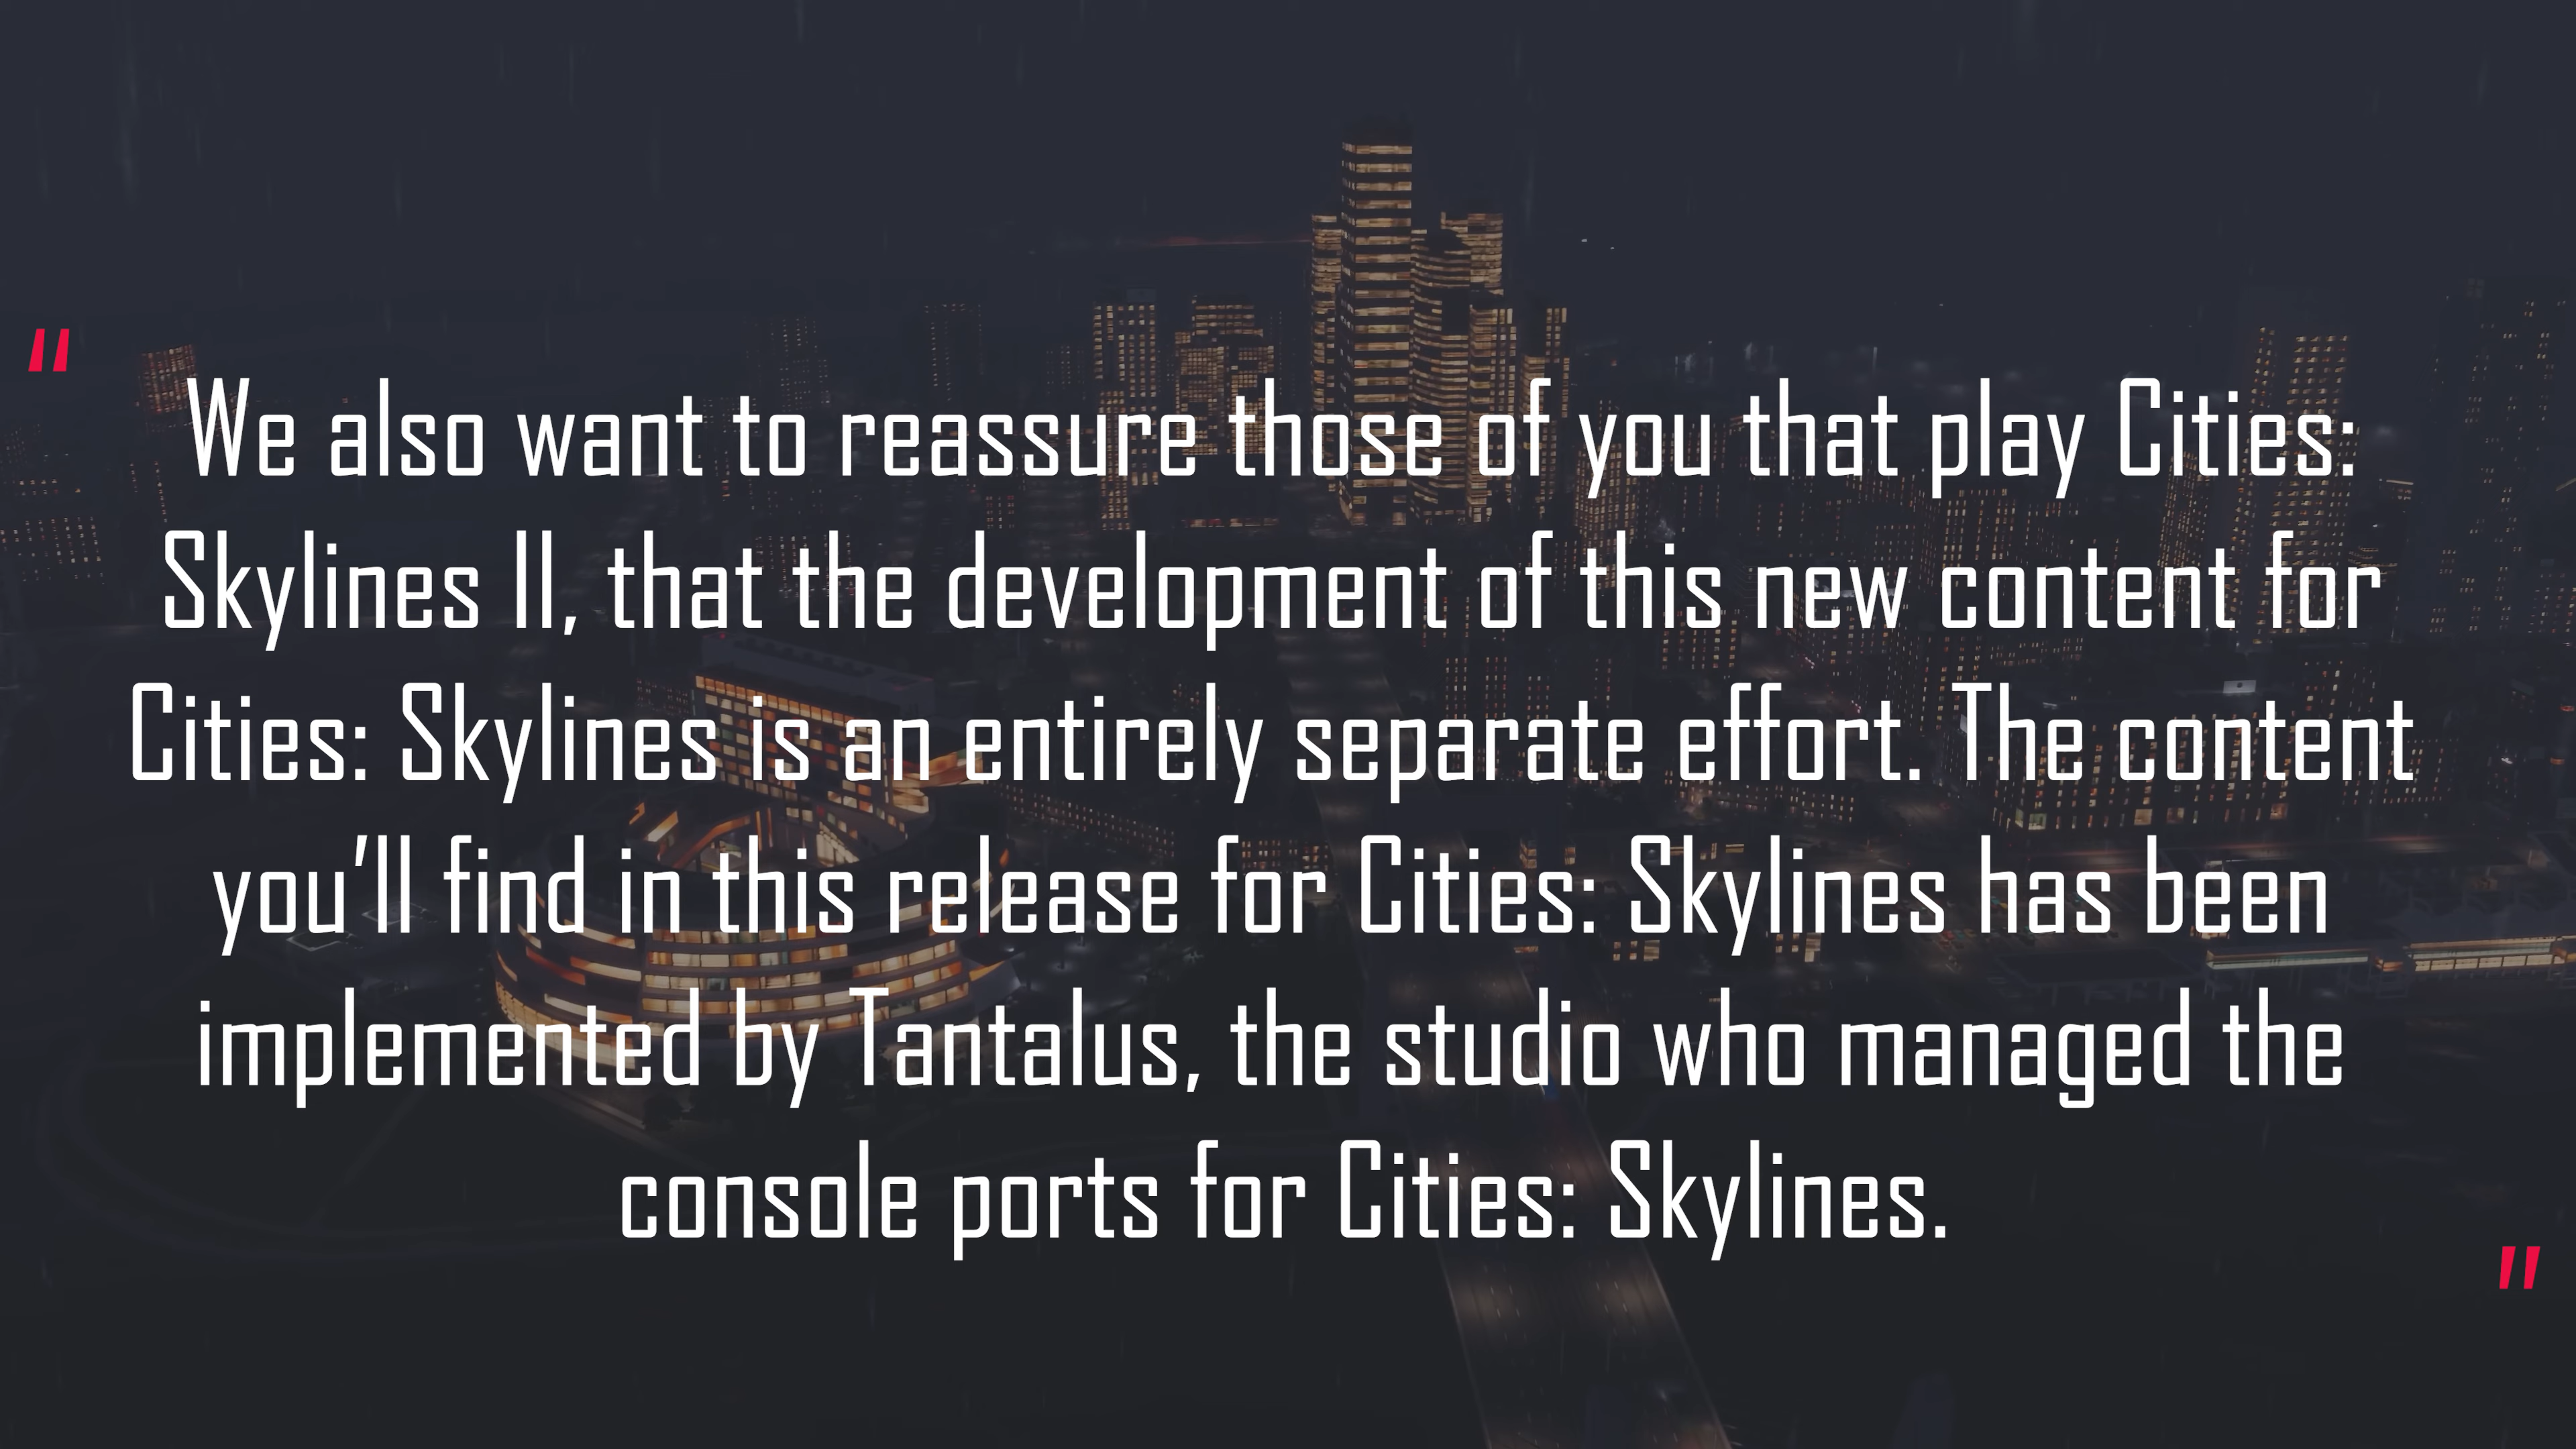 "
We also want to reassure those of you that play Cities:
Skylines II, that the development of this new content for
Cities: Skylines is an entirely separate effort. The content
you'll find in this release for Cities: Skylines has been
implemented by Tantalus, the studio who managed the
console ports for Cities: Skylines.
"